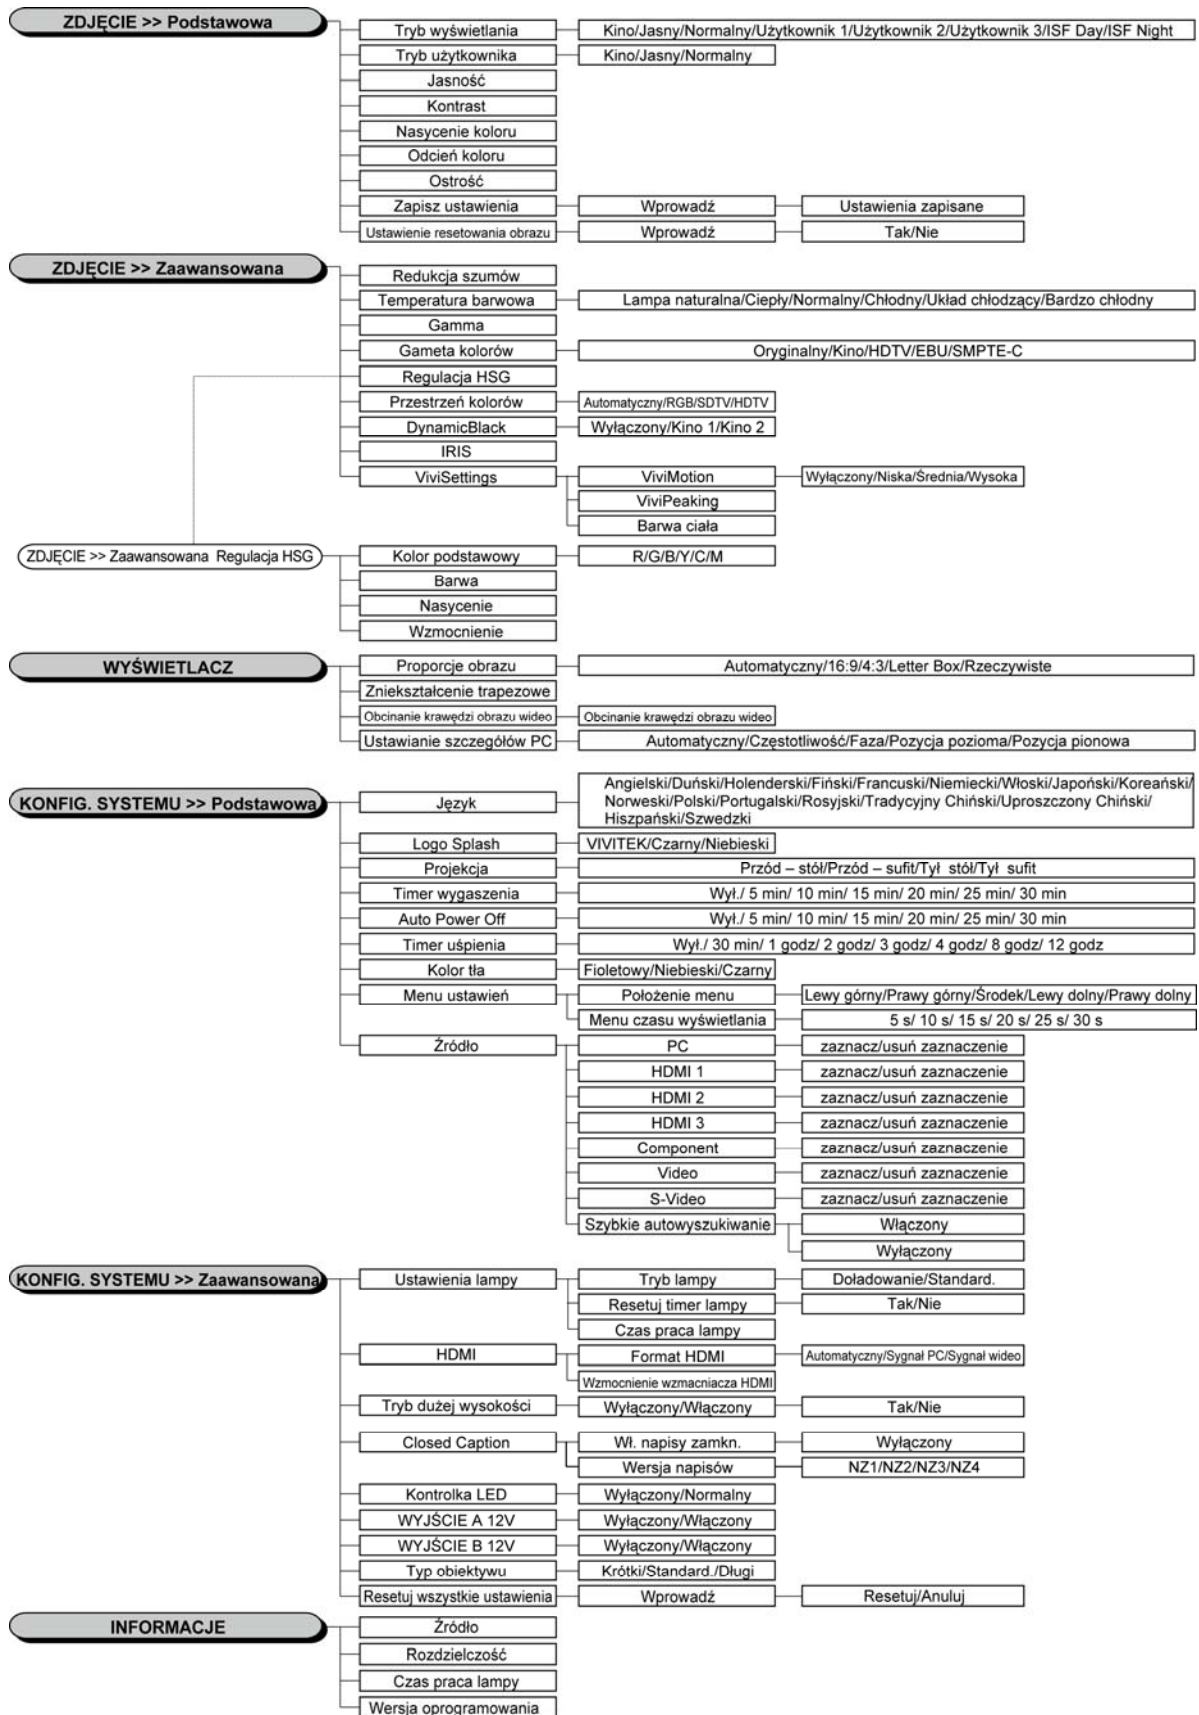 ZDJĘCIE >> Podstawowa
Tryb wyświetlania
Kino/Jasny/Normalny/Użytkownik 1/Użytkownik 2/Użytkownik 3/ISF Day/ISF Night
Tryb użytkownika
Kino/Jasny/Normalny
Jasność
Kontrast
Nasycenie koloru
Odcień koloru
Ostrość
Zapisz ustawienia
Wprowadź
Ustawienia zapisane
Ustawienie resetowania obrazu
Wprowadź
Tak/Nie
ZDJĘCIE >> Zaawansowana
Redukcja szumów
Temperatura barwowa
Lampa naturalna/Ciepły/Normalny/Chłodny/Układ chłodzący/Bardzo chłodny
Gamma
Gameta kolorów
Oryginalny/Kino/HDTV/EBU/SMPTE-C
Regulacja HSG
Przestrzeń kolorów
Automatyczny/RGB/SDTV/HDTV
DynamicBlack
Wyłączony/Kino 1/Kino 2
IRIS
ViviSettings
ViviMotion
Wyłączony/Niska/Średnia/Wysoka
ViviPeaking
Barwa ciała
ZDJĘCIE >> Zaawansowana Regulacja HSG
Kolor podstawowy
R/G/B/Y/C/M
Barwa
Nasycenie
Wzmocnienie
WYŚWIETLACZ
Proporcje obrazu
Automatyczny/16:9/4:3/Letter Box/Rzeczywiste
Zniekształcenie trapezowe
Obcinanie krawędzi obrazu wideo
Obcinanie krawędzi obrazu wideo
Ustawianie szczegółów PC
Automatyczny/Częstotliwość/Faza/Pozycja pozioma/Pozycja pionowa
KONFIG. SYSTEMU >> Podstawowa
Język
Angielski/Duński/Holenderski/Fiński/Francuski/Niemiecki/Włoski/Japoński/Koreański/
Norweski/Polski/Portugalski/Rosyjski/Tradycyjny Chiński/Uproszczony Chiński/
Hiszpański/Szwedzki
Logo Splash
VIVITEK/Czarny/Niebieski
Projekcja
Przód – stół/Przód – sufit/Tył stół/Tył sufit
Timer wygaszenia
Wył./ 5 min/ 10 min/ 15 min/ 20 min/ 25 min/ 30 min
Auto Power Off
Wył./ 5 min/ 10 min/ 15 min/ 20 min/ 25 min/ 30 min
Timer uśpienia
Wył./ 30 min/ 1 godz/ 2 godz/ 3 godz/ 4 godz/ 8 godz/ 12 godz
Kolor tła
Fioletowy/Niebieski/Czarny
Menu ustawień
Położenie menu
Lewy górny/Prawy górny/Środek/Lewy dolny/Prawy dolny
Menu czasu wyświetlania
5 s/ 10 s/ 15 s/ 20 s/ 25 s/ 30 s
Źródło
PC
zaznacz/usuń zaznaczenie
HDMI 1
zaznacz/usuń zaznaczenie
HDMI 2
zaznacz/usuń zaznaczenie
HDMI 3
zaznacz/usuń zaznaczenie
Component
zaznacz/usuń zaznaczenie
Video
zaznacz/usuń zaznaczenie
S-Video
zaznacz/usuń zaznaczenie
Szybkie autowyszukiwanie
Włączony
Wyłączony
KONFIG. SYSTEMU >> Zaawansowana
Ustawienia lampy
Tryb lampy
Doładowanie/Standard.
Resetuj timer lampy
Tak/Nie
Czas praca lampy
HDMI
Format HDMI
Automatyczny/Sygnał PC/Sygnał wideo
Wzmocnienie wzmacniacza HDMI
Tryb dużej wysokości
Wyłączony/Włączony
Tak/Nie
Closed Caption
Wł. napisy zamkn.
Wyłączony
Wersja napisów
NZ1/NZ2/NZ3/NZ4
Kontrolka LED
Wyłączony/Normalny
WYJŚCIE A 12V
Wyłączony/Włączony
WYJŚCIE B 12V
Wyłączony/Włączony
Typ obiektywu
Krótki/Standard./Długi
Resetuj wszystkie ustawienia
Wprowadź
Resetuj/Anuluj
INFORMACJE
Źródło
Rozdzielczość
Czas praca lampy
Wersja oprogramowania